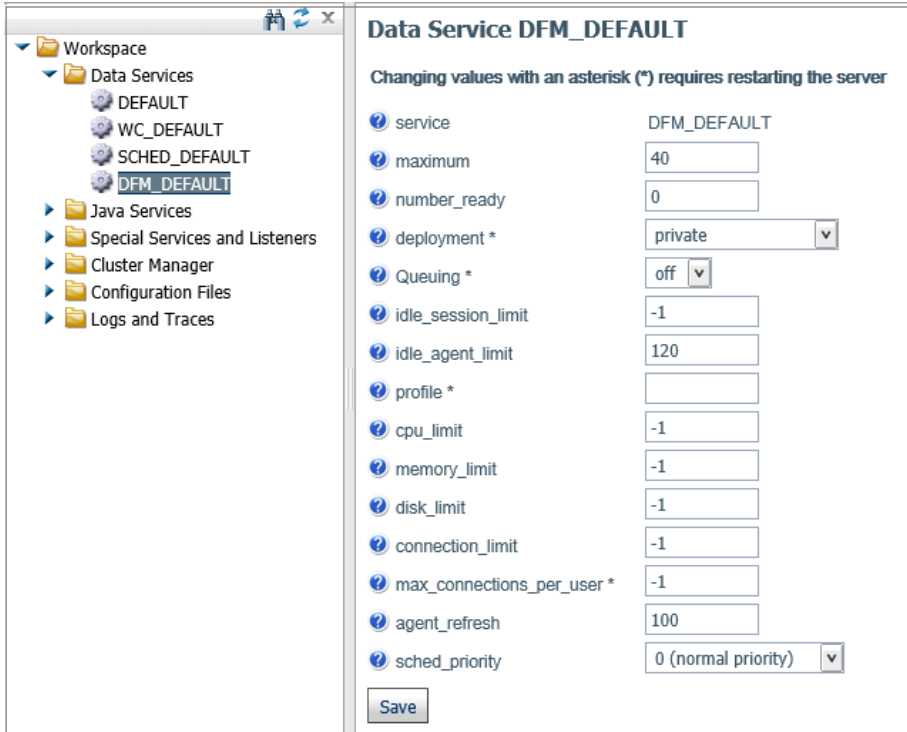 Workspace
Data Services
DEFAULT
WC_DEFAULT
SCHED_DEFAULT
DFM_DEFAULT
Java Services
Special Services and Listeners
Cluster Manager
Configuration Files
Logs and Traces
Data Service DFM_DEFAULT
Changing values with an asterisk (*) requires restarting the server
service DFM_DEFAULT
maximum 40
number_ready 0
deployment * private
Queuing * off
idle_session_limit -1
idle_agent_limit 120
profile *
cpu_limit -1
memory_limit -1
disk_limit -1
connection_limit -1
max_connections_per_user * -1
agent_refresh 100
sched_priority 0 (normal priority)
Save